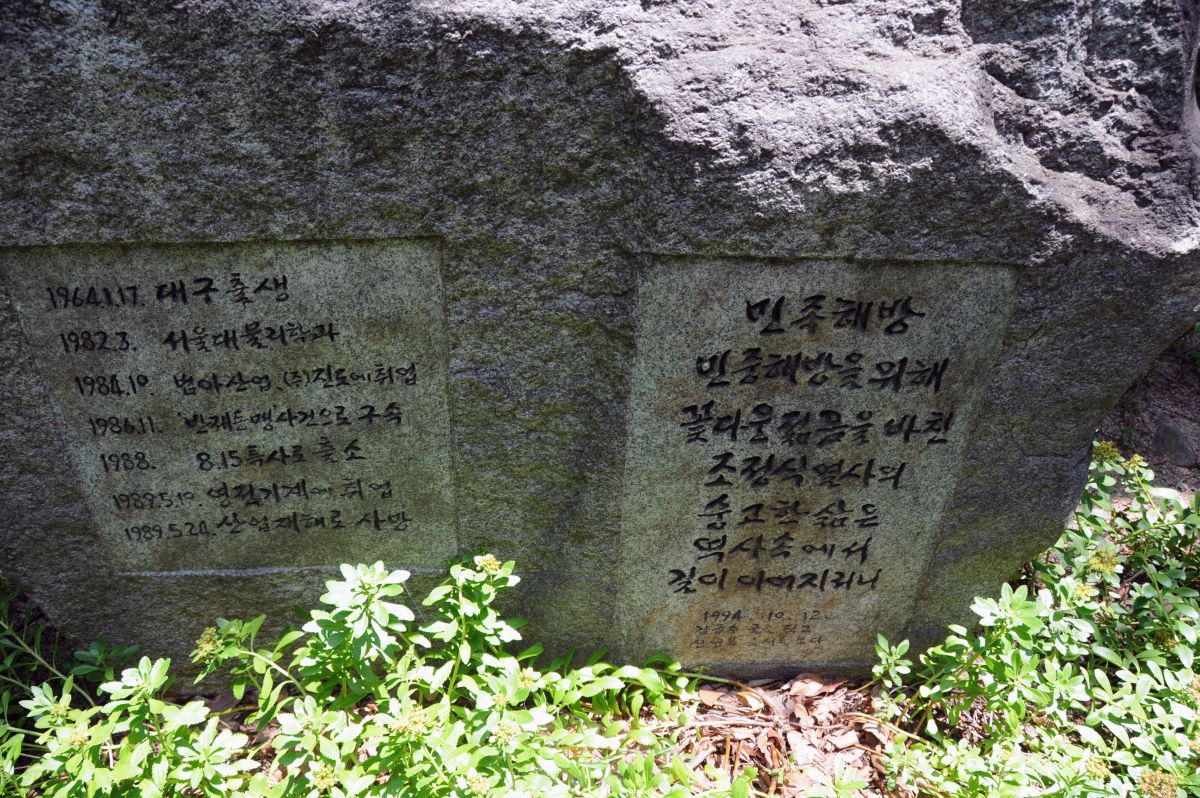 1964.1.17. 대구출생
1982.3. 서울대물리학과
1984.10 범아산업. (주)진도에취업
1986.11. '반제동맹'사건으로 구속
1988. 8.15특사로 출소
1989.5.10. 영진기계에 취업
1989.5.24. 산업재해로 사망
민족해방
민중해방을위해
꽃다운젊음을 바친
조정식열사의
숭고한 삶은
역사속에서
길이 이어지리니
1994. 10. 12.